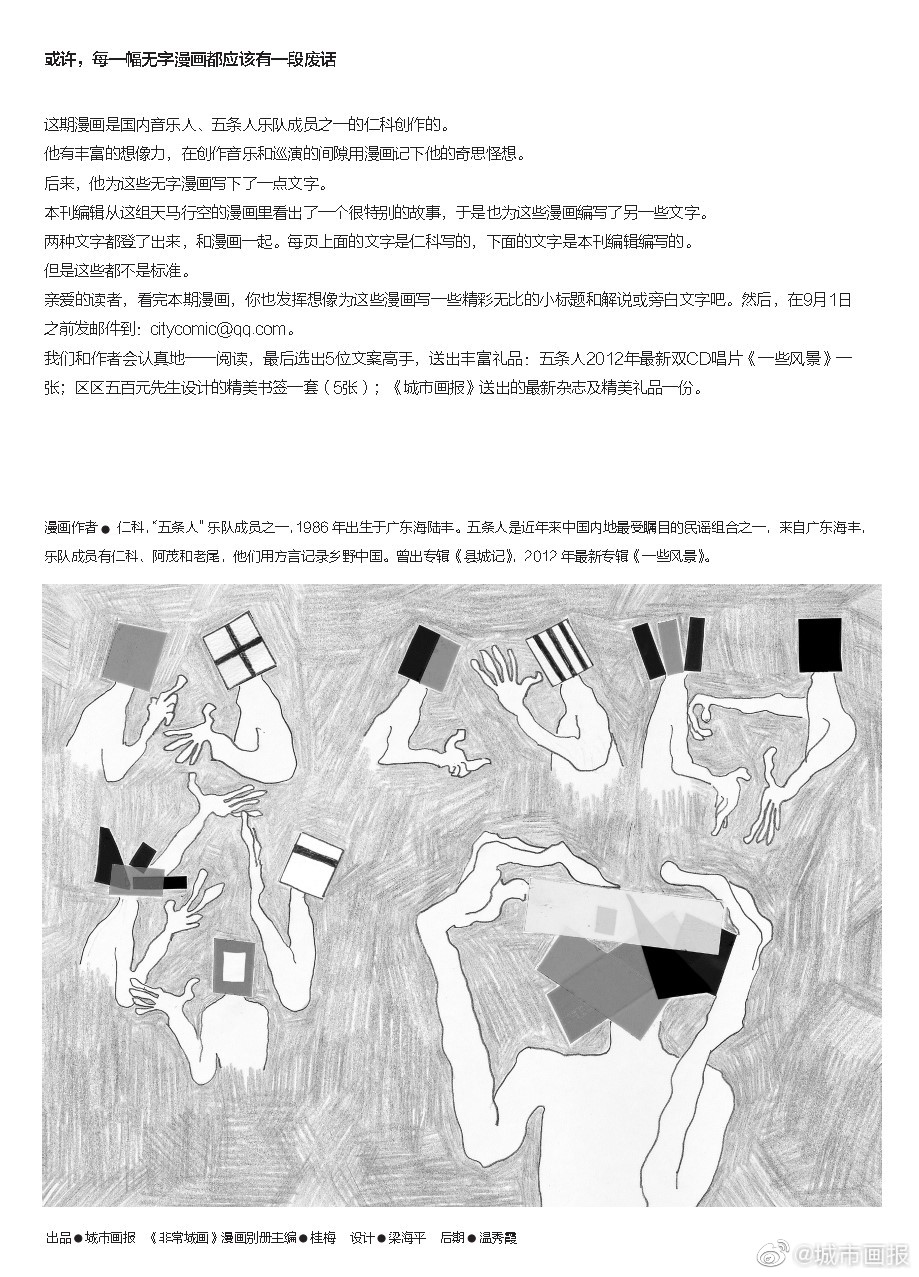 或许，每一幅无字漫画都应该有一段废话
这期漫画是国内音乐人、五条人乐队成员之一的仁科创作的。
他有丰富的想像力，在创作音乐和巡演的间隙用漫画记下他的奇思怪想。
后来，他为这些无字漫画写下了一点文字。
本刊编辑从这组天马行空的漫画里看出了一个很特别的故事，于是也为这些漫画编写了另一些文字。
两种文字都登了出来，和漫画一起。每页上面的文字是仁科写的，下面的文字是本刊编辑编写的。
但是这些都不是标准。
亲爱的读者，看完本期漫画，你也发挥想像为这些漫画写一些精彩无比的小标题和解说或旁白文字吧。然后，在9月1日
之前发邮件到：citycomic@qq.com。
我们和作者会认真地一一阅读，最后选出5位文案高手，送出丰富礼品：五条人2012年最新双CD唱片《一些风景》一
张；区区五百元先生设计的精美书签一套（5张）；《城市画报》送出的最新杂志及精美礼品一份。
漫画作者● 仁科，“五条人”乐队成员之一，1986年出生于广东海陆丰。五条人是近年来中国内地最受瞩目的民谣组合之一，来自广东海丰，
乐队成员有仁科、阿茂和老尾，他们用方言记录乡野中国。曾出专辑《县城记》，2012年最新专辑《一些风景》。
出品●城市画报 《非常城画》漫画别册主编●桂梅 设计●梁海平 后期●温秀霞
@城市画报